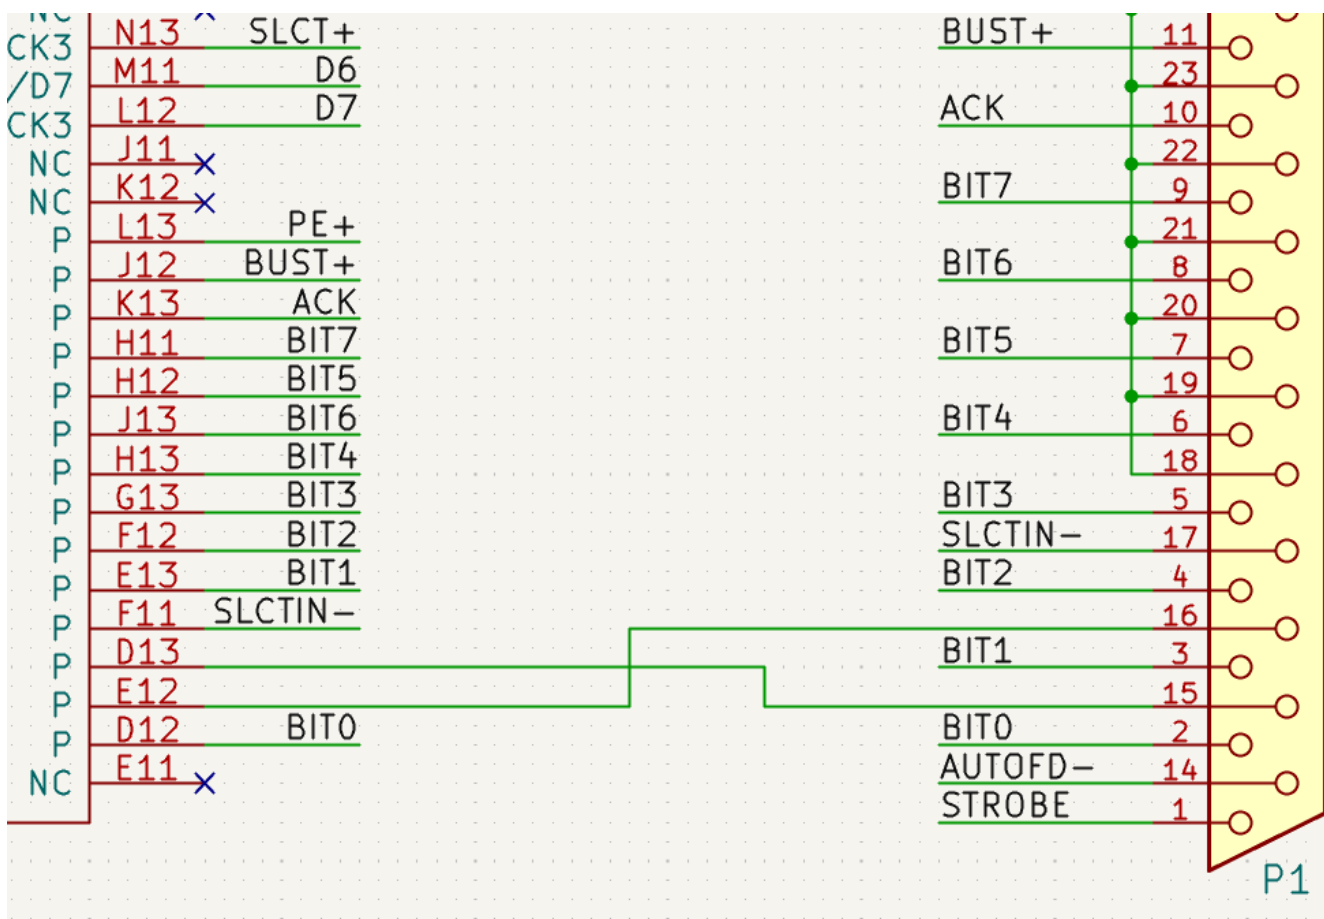 NC
CK3 N13 SLCT+ BUST+ 11
/D7 M11 D6 23
CK3 L12 D7 ACK 10
NC J11 22
NC K12 BIT7 9
P L13 PE+ 21
P J12 BUST+ BIT6 8
P K13 ACK 20
P H11 BIT7 BIT5 7
P H12 BIT5 19
P J13 BIT6 BIT4 6
P H13 BIT4 18
P G13 BIT3 BIT3 5
P F12 BIT2 SLCTIN- 17
P E13 BIT1 BIT2 4
P F11 SLCTIN- 16
P D13 BIT1 3
P E12 15
P D12 BIT0 BIT0 2
NC E11 AUTOFD- 14
STROBE 1
P1